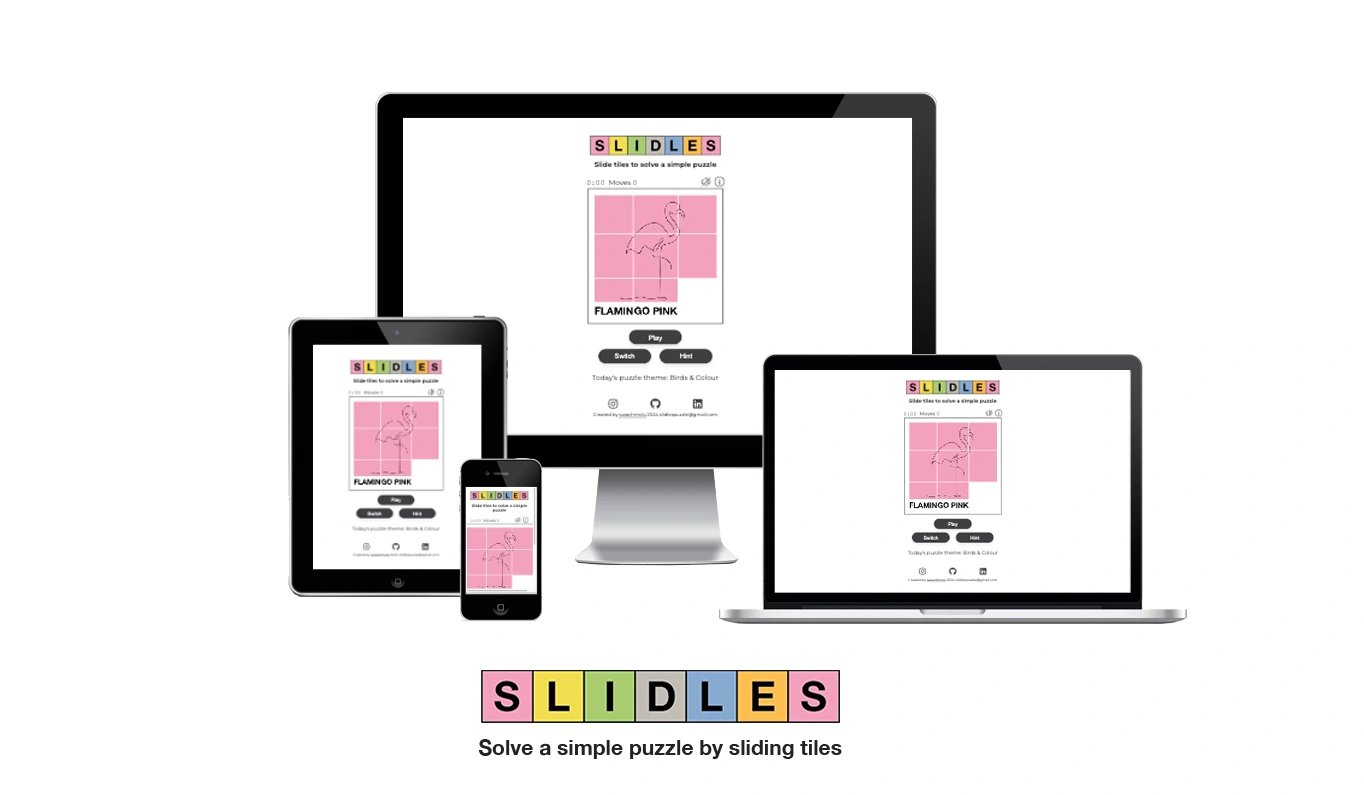 SLIDLES
Slide tiles to solve a simple puzzle
0:00 Moves 0
FLAMINGO PINK
Play
Switch Hint
Today's puzzle theme: Birds & Colour
Created by 2024
SLIDLES
Slide tiles to solve a simple puzzle
0:00 Moves 0
FLAMINGO PINK
Play
Switch Hint
Today's puzzle theme: Birds & Colour
SLIDLES
Slide tiles to solve a simple
puzzle
0:00 Moves 0
SLIDLES
Slide tiles to solve a simple puzzle
0:00 Moves 0
FLAMINGO PINK
Play
Switch Hint
Today's puzzle theme: Birds & Colour
SLIDLES
Solve a simple puzzle by sliding tiles